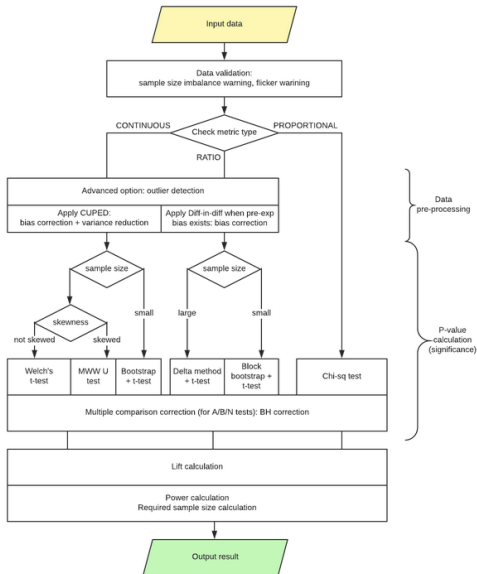 Input data
Data validation:
sample size imbalance warning, flicker warining
CONTINUOUS
Check metric type
PROPORTIONAL
RATIO
Advanced option: outlier detection
Apply CUPED:
bias correction + variance reduction
Apply Diff-in-diff when pre-exp
bias exists: bias correction
Data
pre-processing
sample size
sample size
skewness
small
large
small
not skewed
skewed
P-value
calculation
(significance)
Welch's
t-test
MWW U
test
Bootstrap
+ t-test
Delta method
+ t-test
Block
bootstrap +
t-test
Chi-sq test
Multiple comparison correction (for A/B/N tests): BH correction
Lift calculation
Power calculation
Required sample size calculation
Output result